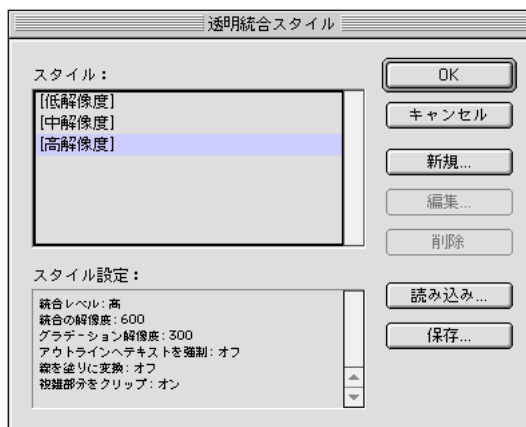 透明統合スタイル
スタイル：
[低解像度]
[中解像度]
[高解像度]
OK
キャンセル
新規...
編集...
削除
スタイル設定：
統合レベル：高
統合の解像度：600
グラデーション解像度：300
アウトラインへテキストを強制：オフ
線を塗りに変換：オフ
複雑部分をクリップ：オン
読み込み...
保存...